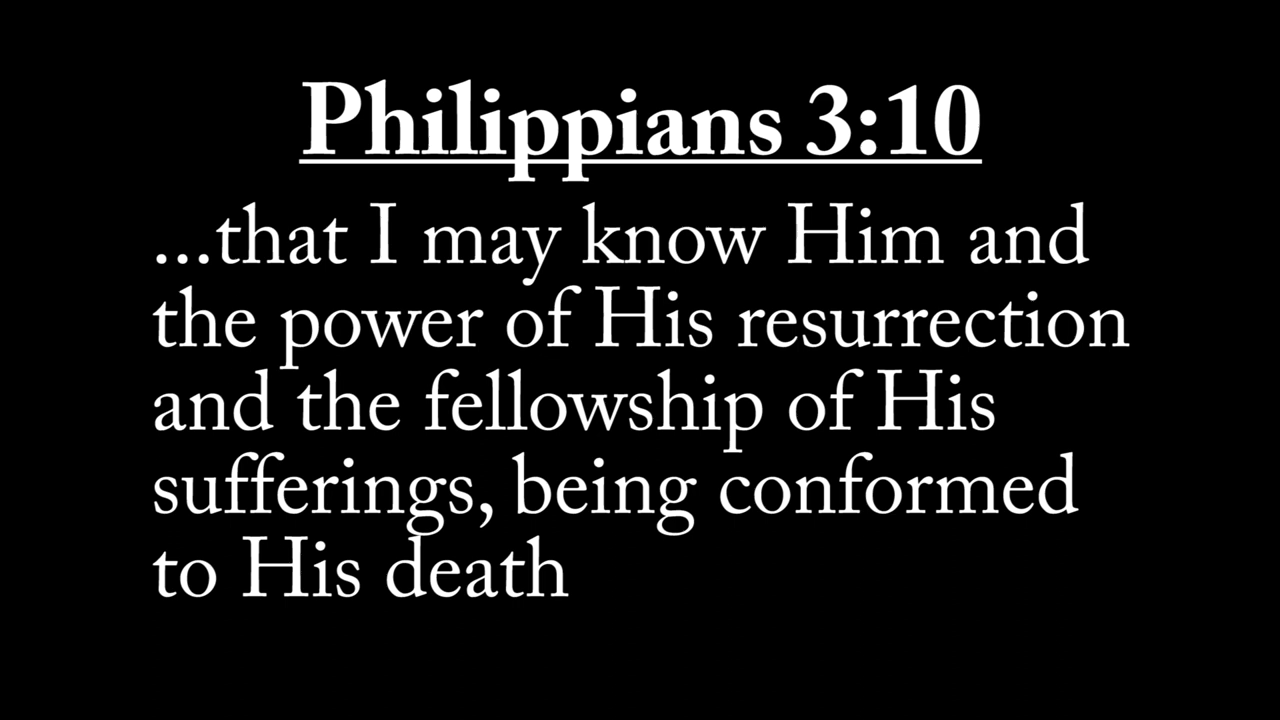 Philippians 3:10
...that I may know Him and
the power of His resurrection
and the fellowship of His
sufferings, being conformed
to His death